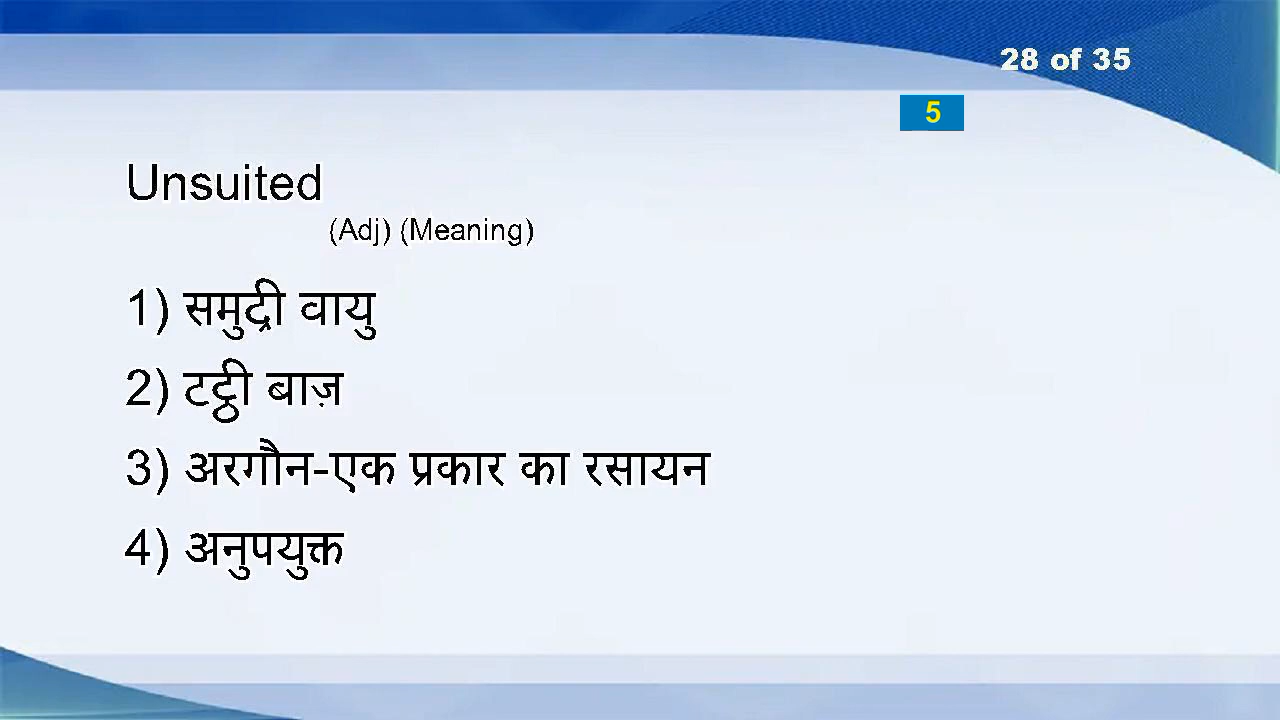 28 of 35
5
Unsuited
(Adj) (Meaning)
1) समुद्री वायु
2) टट्ठी बाज़
3) अरगौन-एक प्रकार का रसायन
4) अनुपयुक्त